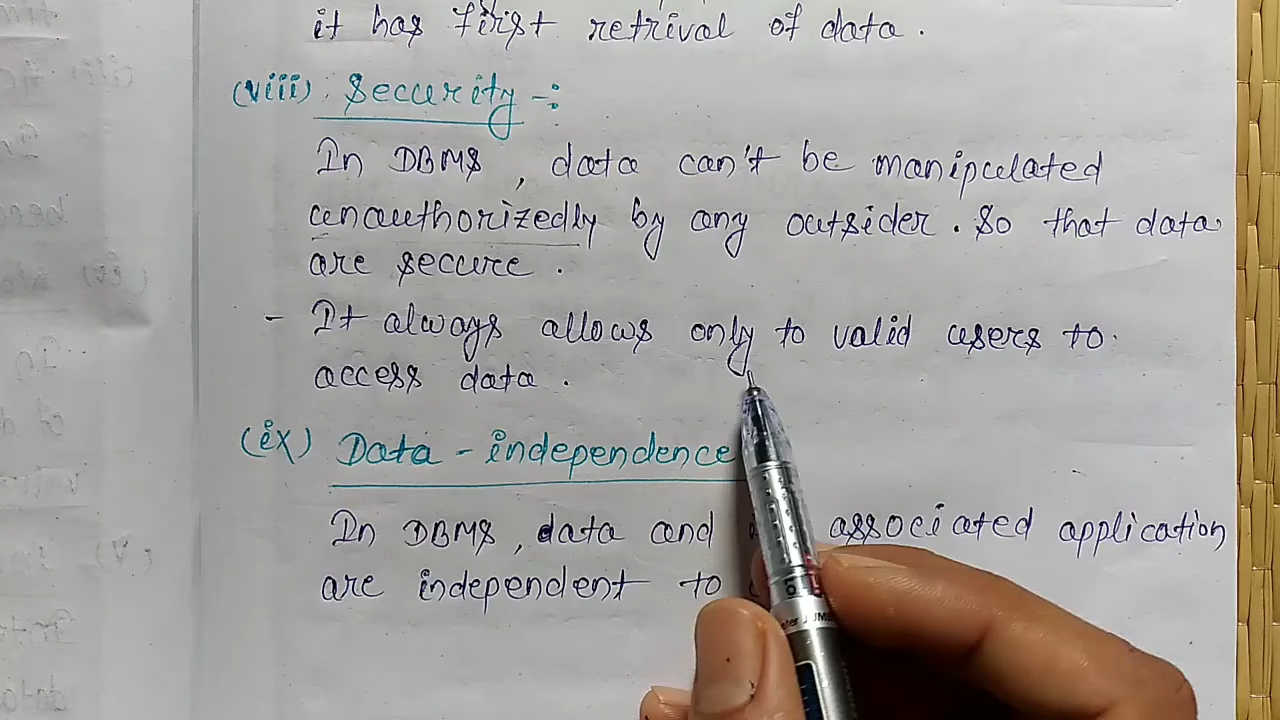 it has first retrival of data .
(viii) Security -:
In DBMS, data can't be manipulated
unauthorizedly by any outsider . So that data
are secure .
- It always allows only to valid users to
access data .
(ix) Data - independence
In DBMS, data and associated application
are independent to